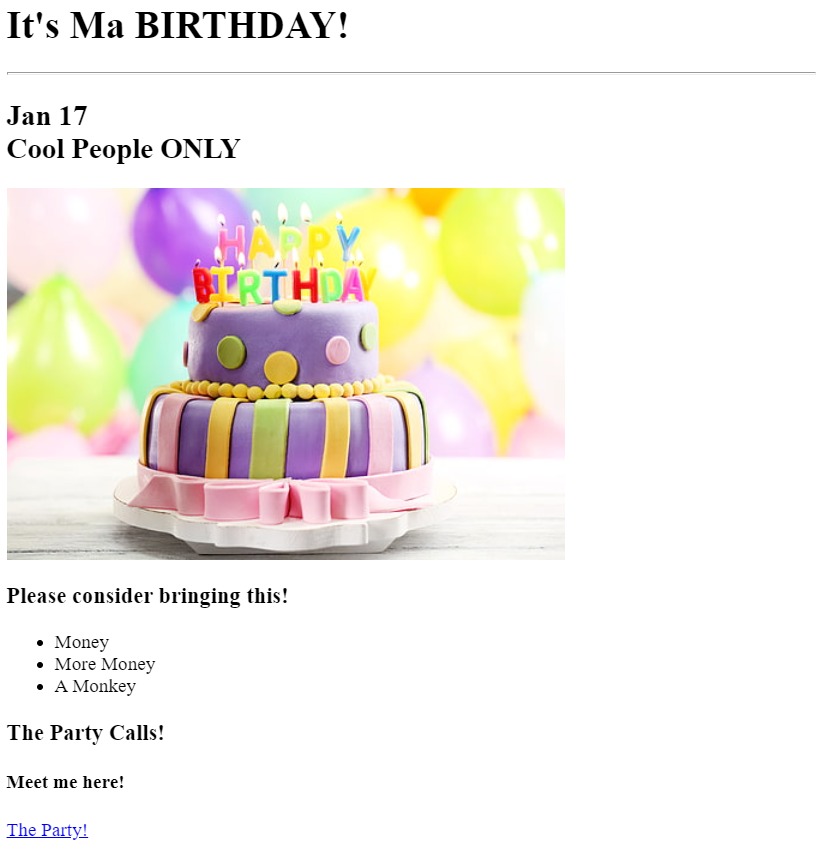 It's Ma BIRTHDAY!
Jan 17
Cool People ONLY
HAPPY
BIRTHDAY
Please consider bringing this!
Money
More Money
A Monkey
The Party Calls!
Meet me here!
The Party!